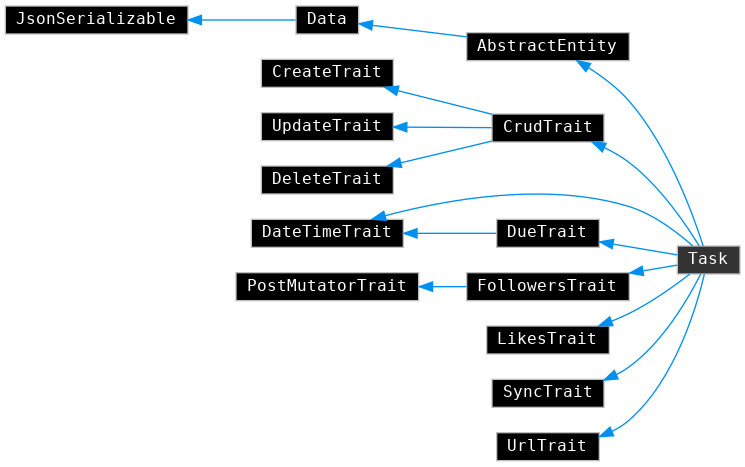 JsonSerializable
Data
AbstractEntity
CreateTrait
UpdateTrait
CrudTrait
DeleteTrait
DateTimeTrait
DueTrait
Task
PostMutatorTrait
FollowersTrait
LikesTrait
SyncTrait
UrlTrait